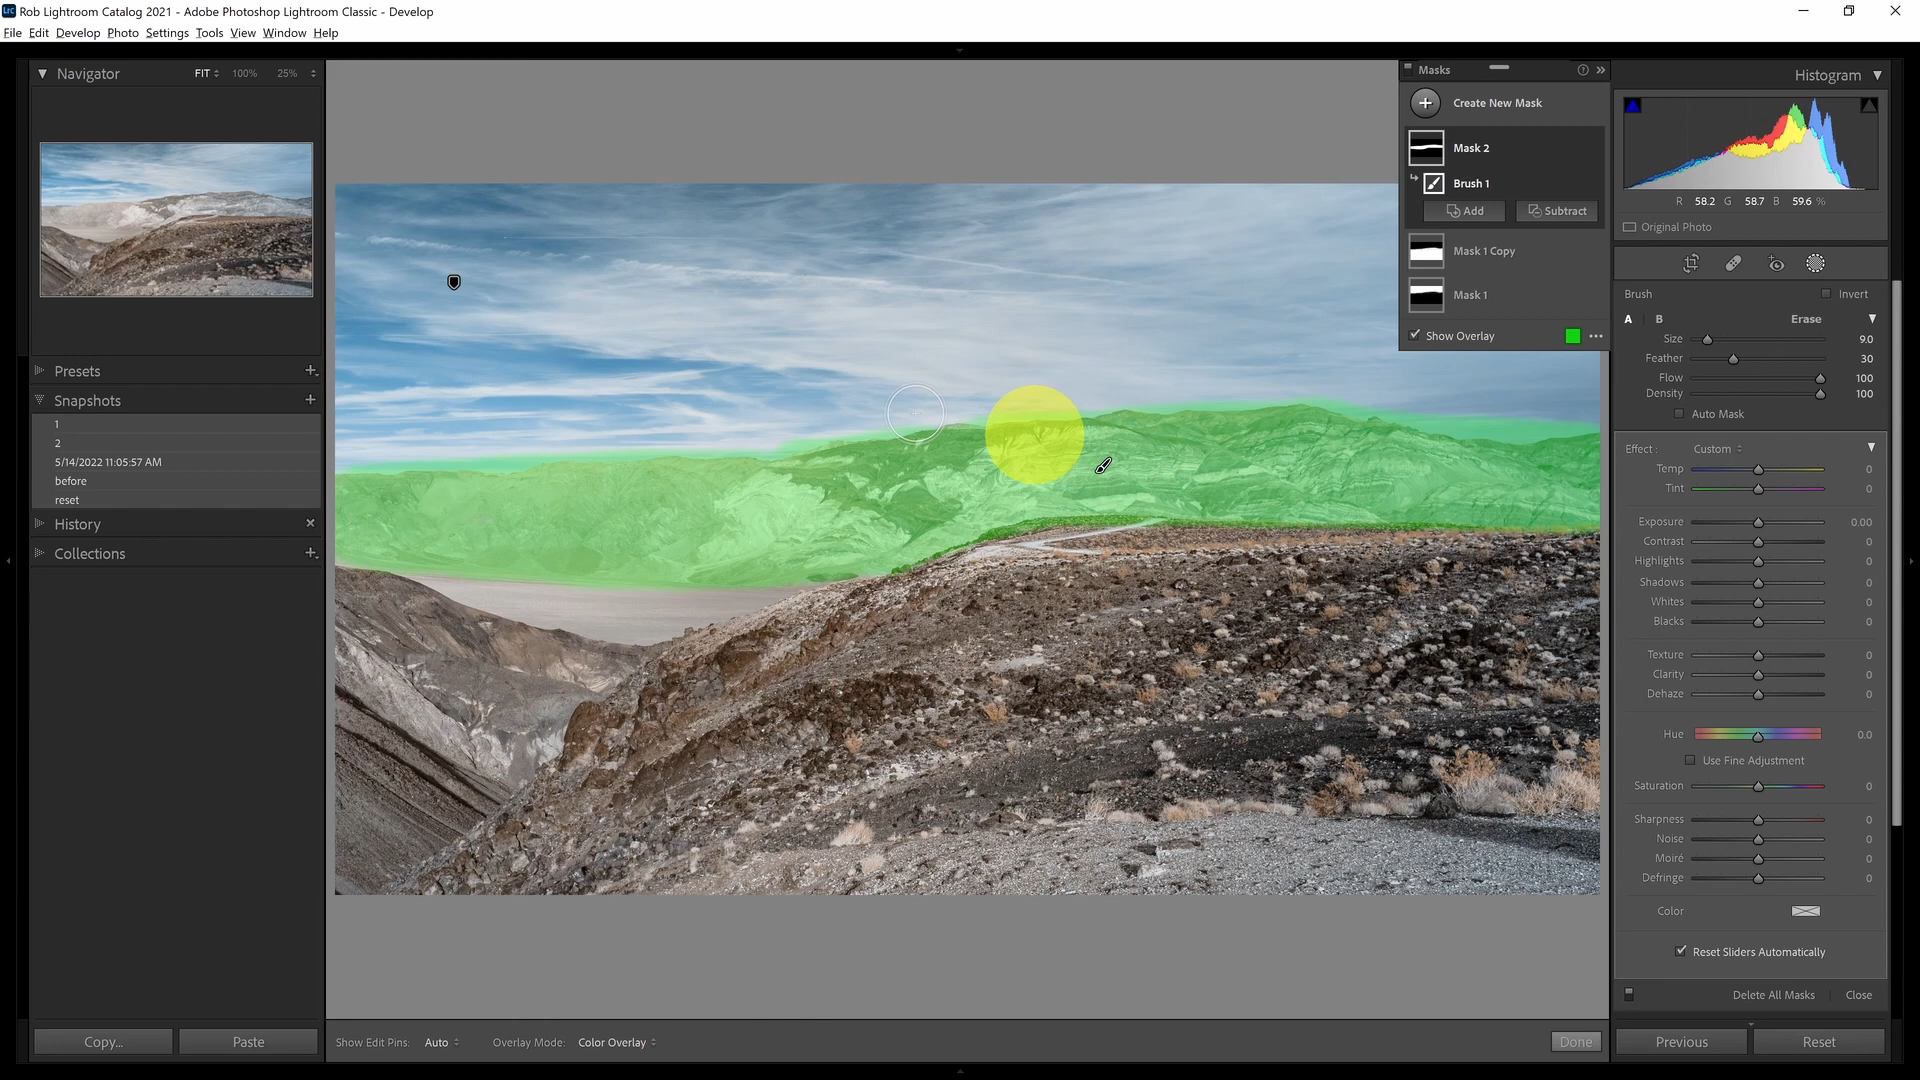 Lrc Rob Lightroom Catalog 2021 - Adobe Photoshop Lightroom Classic - Develop
File Edit Develop Photo Settings Tools View Window Help
Navigator FIT 100% 25%
Presets
Snapshots
1
2
5/14/2022 11:05:57 AM
before
reset
History
Collections
Copy... Paste
Masks
Create New Mask
Mask 2
Brush 1
Add Subtract
Mask 1 Copy
Mask 1
Show Overlay
Show Edit Pins: Auto Overlay Mode: Color Overlay Done
Histogram
R 58.2 G 58.7 B 59.6 %
Original Photo
Brush Invert
A B Erase
Size 9.0
Feather 30
Flow 100
Density 100
Auto Mask
Effect : Custom
Temp 0
Tint 0
Exposure 0.00
Contrast 0
Highlights 0
Shadows 0
Whites 0
Blacks 0
Texture 0
Clarity 0
Dehaze 0
Hue 0.0
Use Fine Adjustment
Saturation 0
Sharpness 0
Noise 0
Moiré 0
Defringe 0
Color
Reset Sliders Automatically
Delete All Masks Close
Previous Reset